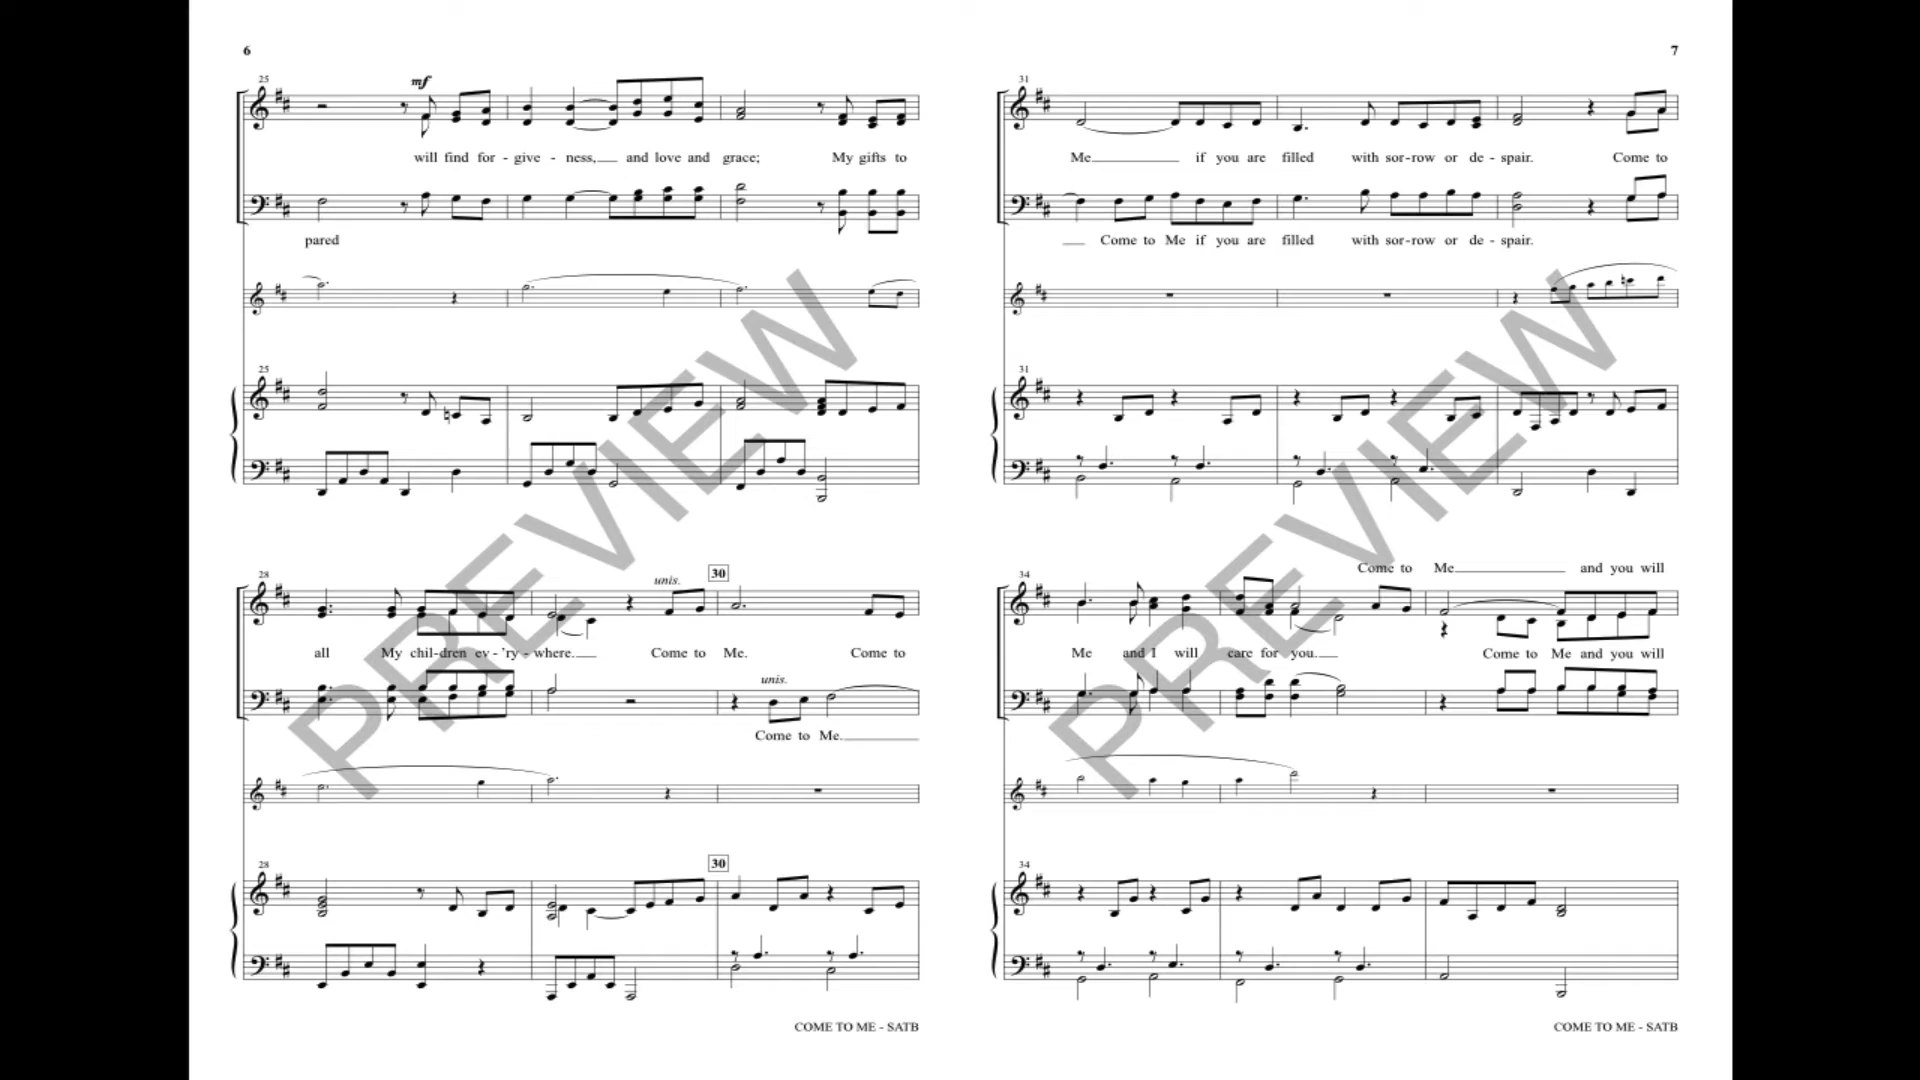 6
25
mf
will find for - give - ness, and love and grace; My gifts to
pared
25
28
unis.
30
all My chil-dren ev-'ry-where. Come to Me. Come to
unis.
Come to Me.
28
30
COME TO ME - SATB
7
31
Me if you are filled with sor-row or de - spair. Come to
Come to Me if you are filled with sor-row or de - spair.
31
Come to Me and you will
34
Me and I will care for you. Come to Me and you will
34
COME TO ME - SATB
PREVIEW
PREVIEW